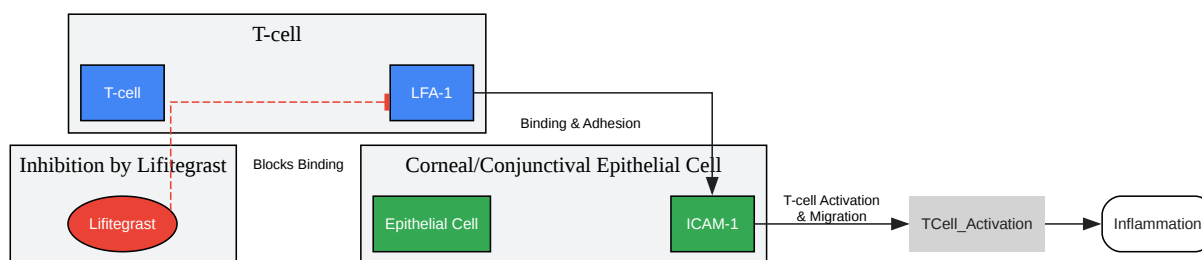 T-cell
T-cell
LFA-1
Binding & Adhesion
Inhibition by Lifitegrast
Blocks Binding
Corneal/Conjunctival Epithelial Cell
Lifitegrast
Epithelial Cell
ICAM-1
T-cell Activation
& Migration
TCell_Activation
Inflammation